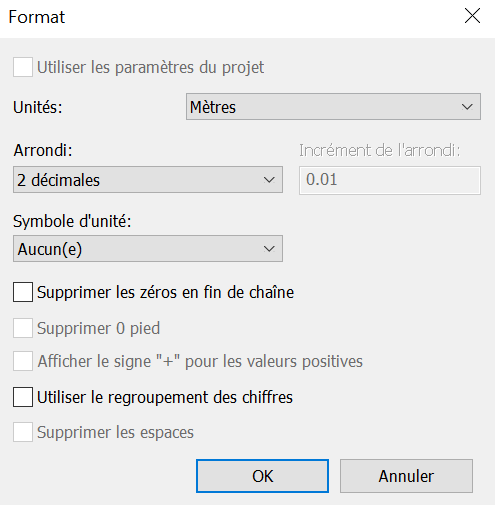 Format
Utiliser les paramètres du projet
Unités:
Mètres
Arrondi:
Incrément de l'arrondi:
2 décimales
0.01
Symbole d'unité:
Aucun(e)
Supprimer les zéros en fin de chaîne
Supprimer 0 pied
Afficher le signe "+" pour les valeurs positives
Utiliser le regroupement des chiffres
Supprimer les espaces
OK
Annuler